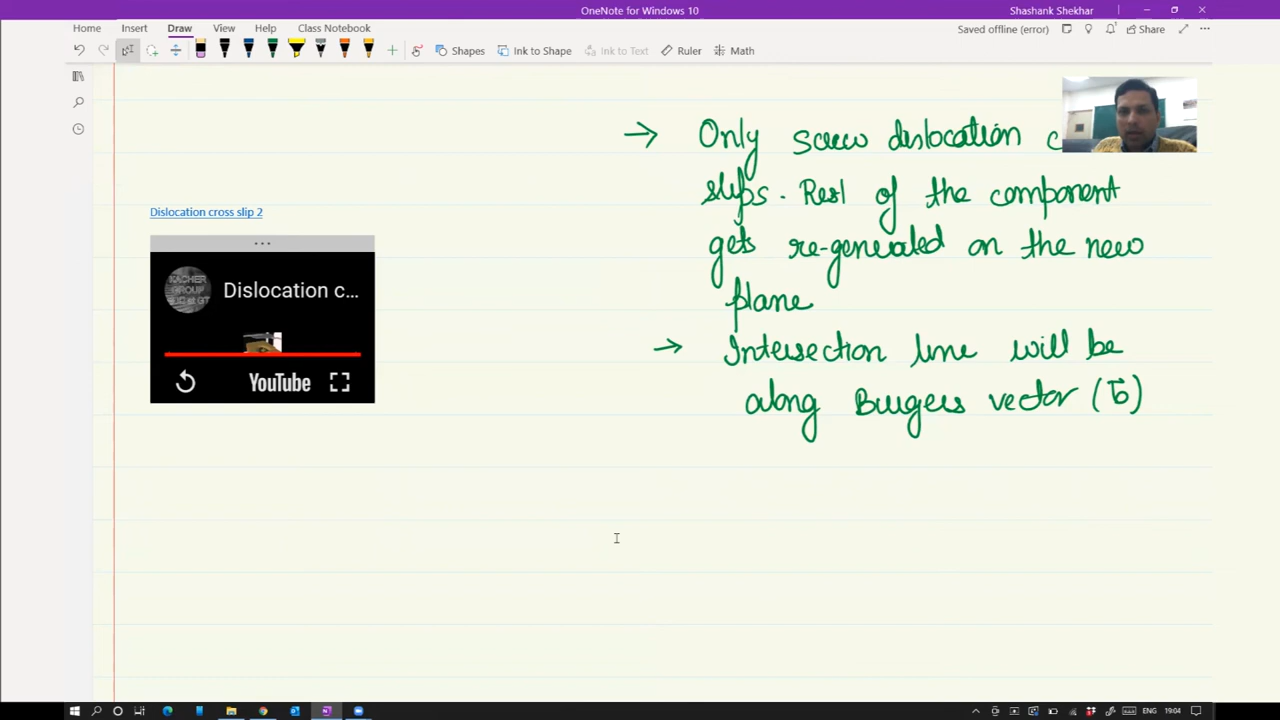 OneNote for Windows 10
Shashank Shekhar
Home Insert Draw View Help Class Notebook
Saved offline (error)
Share
Shapes
Ink to Shape
Ink to Text
Ruler
Math
→ Only screw dislocation
slips. Rest of the component
gets re-generated on the new
plane
→ Intersection line will be
along Burgers vector (b⃗)
Dislocation cross slip 2
KACHER
GROUP
Dislocation c...
YouTube
ENG 19:04